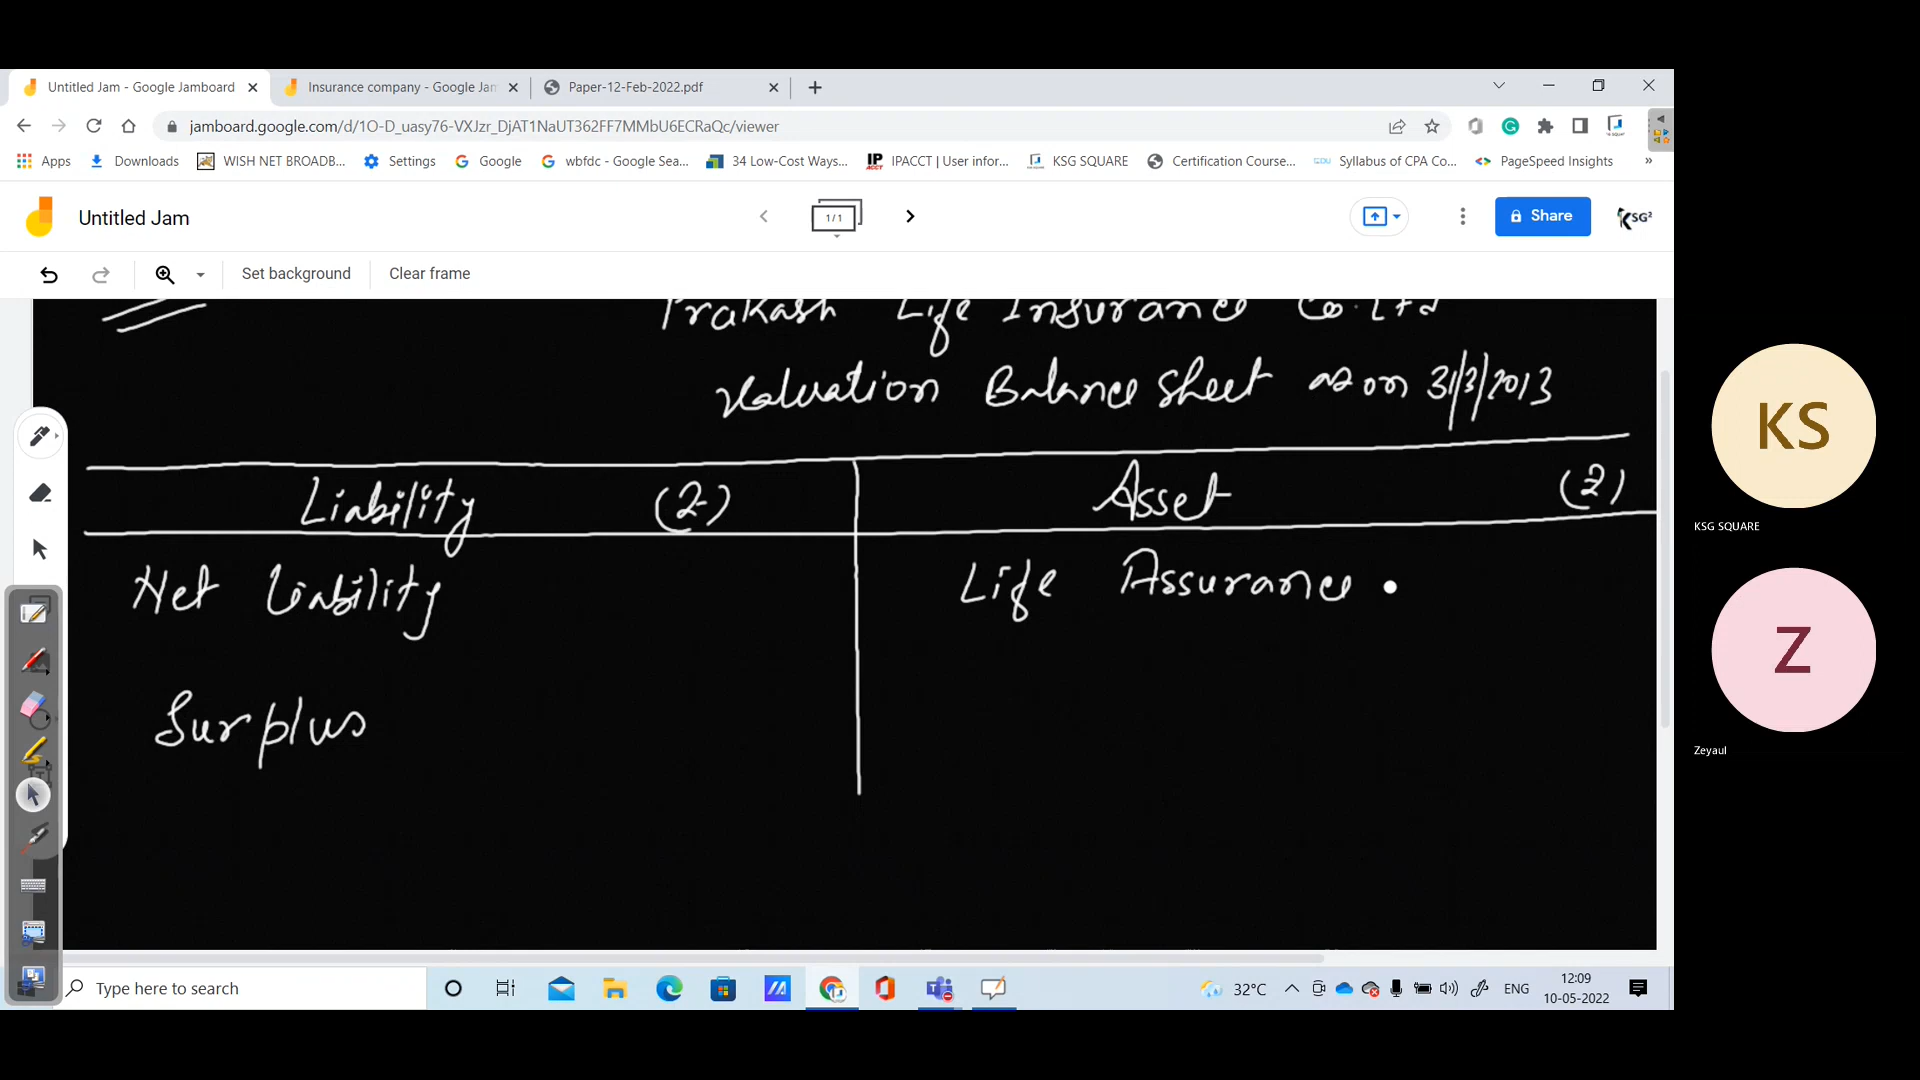 Untitled Jam - Google Jamboard
Insurance company - Google Jam
Paper-12-Feb-2022.pdf
jamboard.google.com/d/1O-D_uasy76-VXJzr_DjAT1NaUT362FF7MMbU6ECRaQc/viewer
Apps Downloads WISH NET BROADB... Settings Google wbfdc - Google Sea... 34 Low-Cost Ways... IPACCT | User infor... KSG SQUARE Certification Course... Syllabus of CPA Co... PageSpeed Insights »
Untitled Jam
1/1
Share
KSG²
Set background Clear frame
Prakash Life Insurance Co. Ltd
Valuation Balance Sheet as on 31/3/2013
Liability (2) Asset (2)
Net Liability Life Assurance
Surplus
KS
KSG SQUARE
Z
Zeyaul
Type here to search
32°C
ENG
12:09
10-05-2022